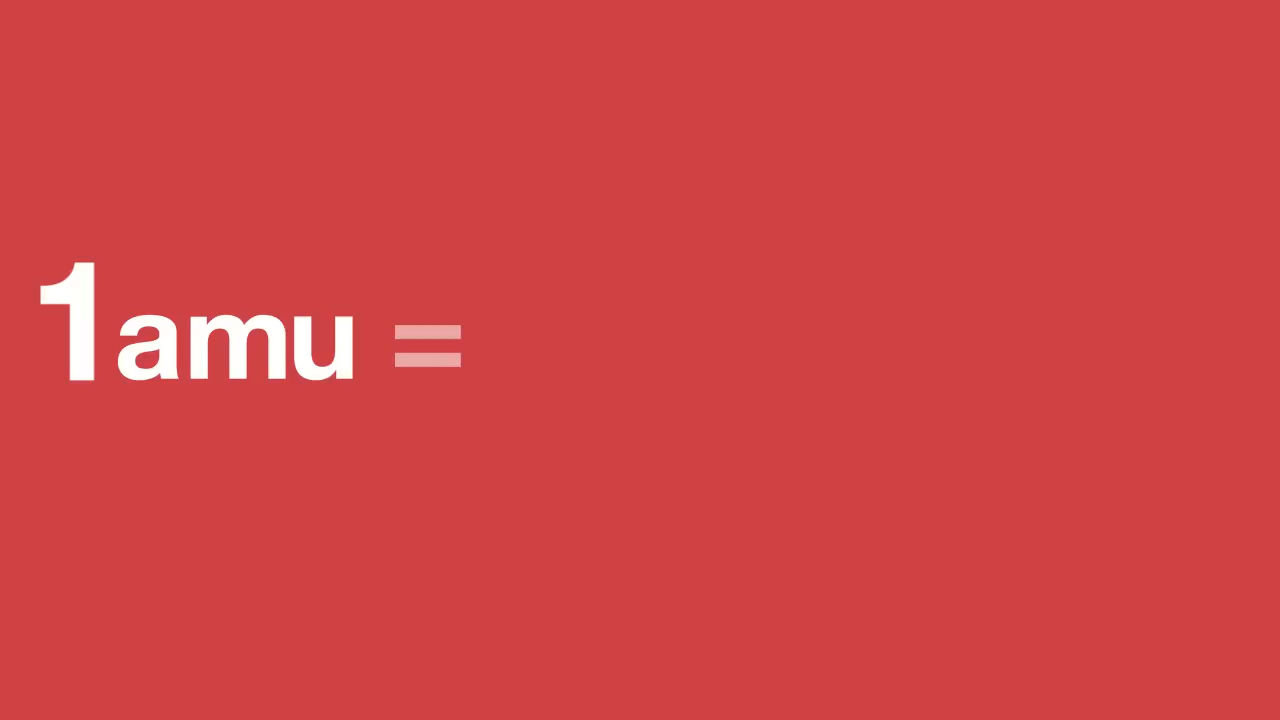 1amu =